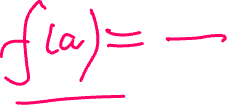 f(a) = —